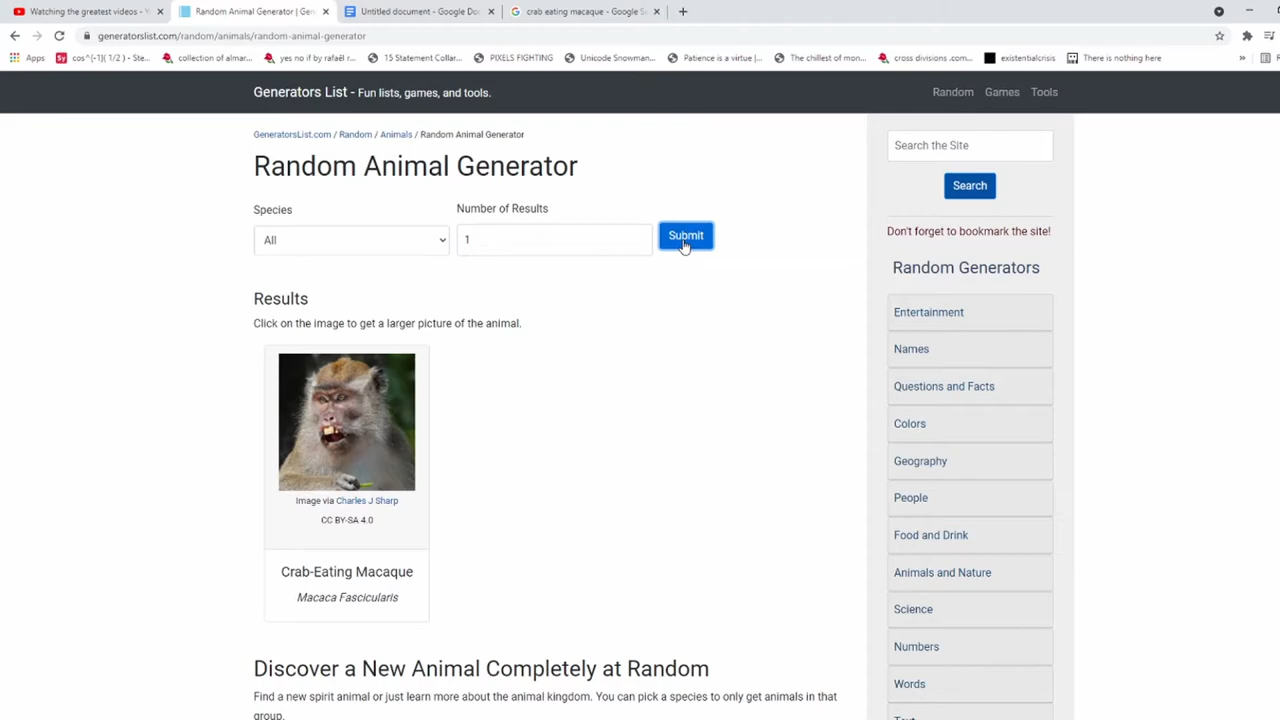 Watching the greatest videos - Y
Random Animal Generator | Gen
Untitled document - Google Doc
crab eating macaque - Google Se
generatorslist.com/random/animals/random-animal-generator
Apps
Sy cos^(-1)( 1/2 ) - Ste...
collection of almar...
yes no if by rafaël r...
15 Statement Collar...
PIXELS FIGHTING
Unicode Snowman...
Patience is a virtue |...
The chillest of mon...
cross divisions .com...
existentialcrisis
There is nothing here
Generators List - Fun lists, games, and tools.
Random
Games
Tools
GeneratorsList.com / Random / Animals / Random Animal Generator
Random Animal Generator
Species
Number of Results
All
1
Submit
Results
Click on the image to get a larger picture of the animal.
Image via Charles J Sharp
CC BY-SA 4.0
Crab-Eating Macaque
Macaca Fascicularis
Discover a New Animal Completely at Random
Find a new spirit animal or just learn more about the animal kingdom. You can pick a species to only get animals in that
group.
Search the Site
Search
Don't forget to bookmark the site!
Random Generators
Entertainment
Names
Questions and Facts
Colors
Geography
People
Food and Drink
Animals and Nature
Science
Numbers
Words